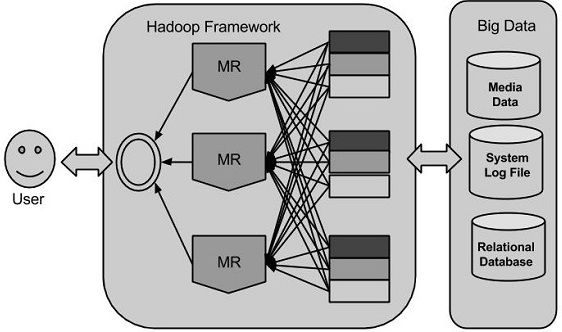 Hadoop Framework
Big Data
MR
MR
MR
User
Media
Data
System
Log File
Relational
Database